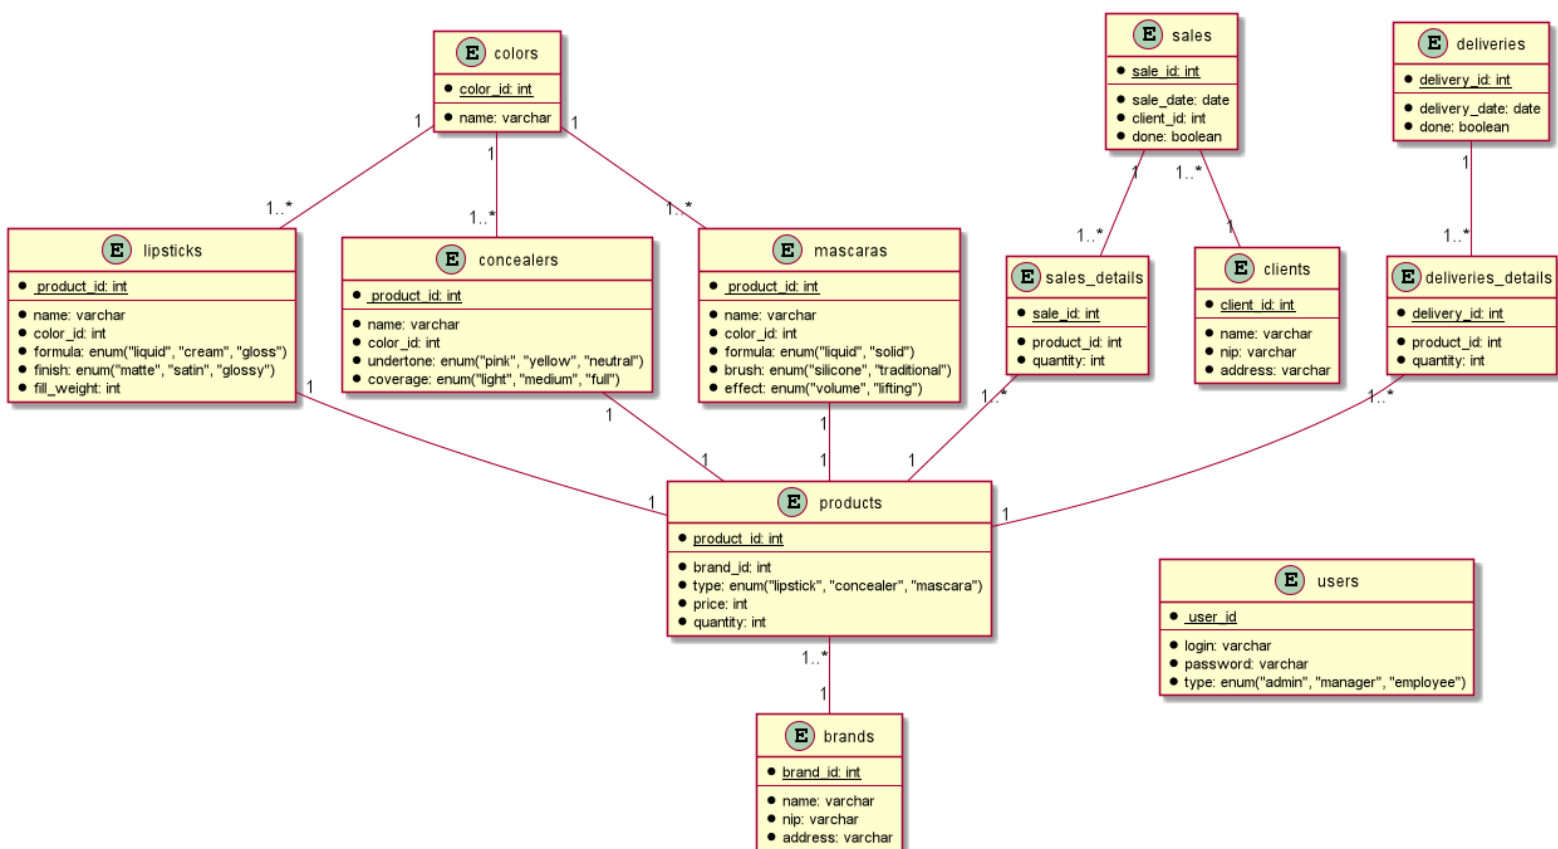 E colors
color_id: int
name: varchar
E sales
sale_id: int
sale_date: date
client_id: int
done: boolean
E deliveries
delivery_id: int
delivery_date: date
done: boolean
1
1
1
1
1..*
1
1..*
1..*
1..*
1..*
1
1..*
E lipsticks
product_id: int
name: varchar
color_id: int
formula: enum("liquid", "cream", "gloss")
finish: enum("matte", "satin", "glossy")
fill_weight: int
E concealers
product_id: int
name: varchar
color_id: int
undertone: enum("pink", "yellow", "neutral")
coverage: enum("light", "medium", "full")
E mascaras
product_id: int
name: varchar
color_id: int
formula: enum("liquid", "solid")
brush: enum("silicone", "traditional")
effect: enum("volume", "lifting")
E sales_details
sale_id: int
product_id: int
quantity: int
E clients
client_id: int
name: varchar
nip: varchar
address: varchar
E deliveries_details
delivery_id: int
product_id: int
quantity: int
1
1
1
1..*
1..*
1
1
1
1
1
E products
product_id: int
brand_id: int
type: enum("lipstick", "concealer", "mascara")
price: int
quantity: int
E users
user_id
login: varchar
password: varchar
type: enum("admin", "manager", "employee")
1..*
1
E brands
brand_id: int
name: varchar
nip: varchar
address: varchar